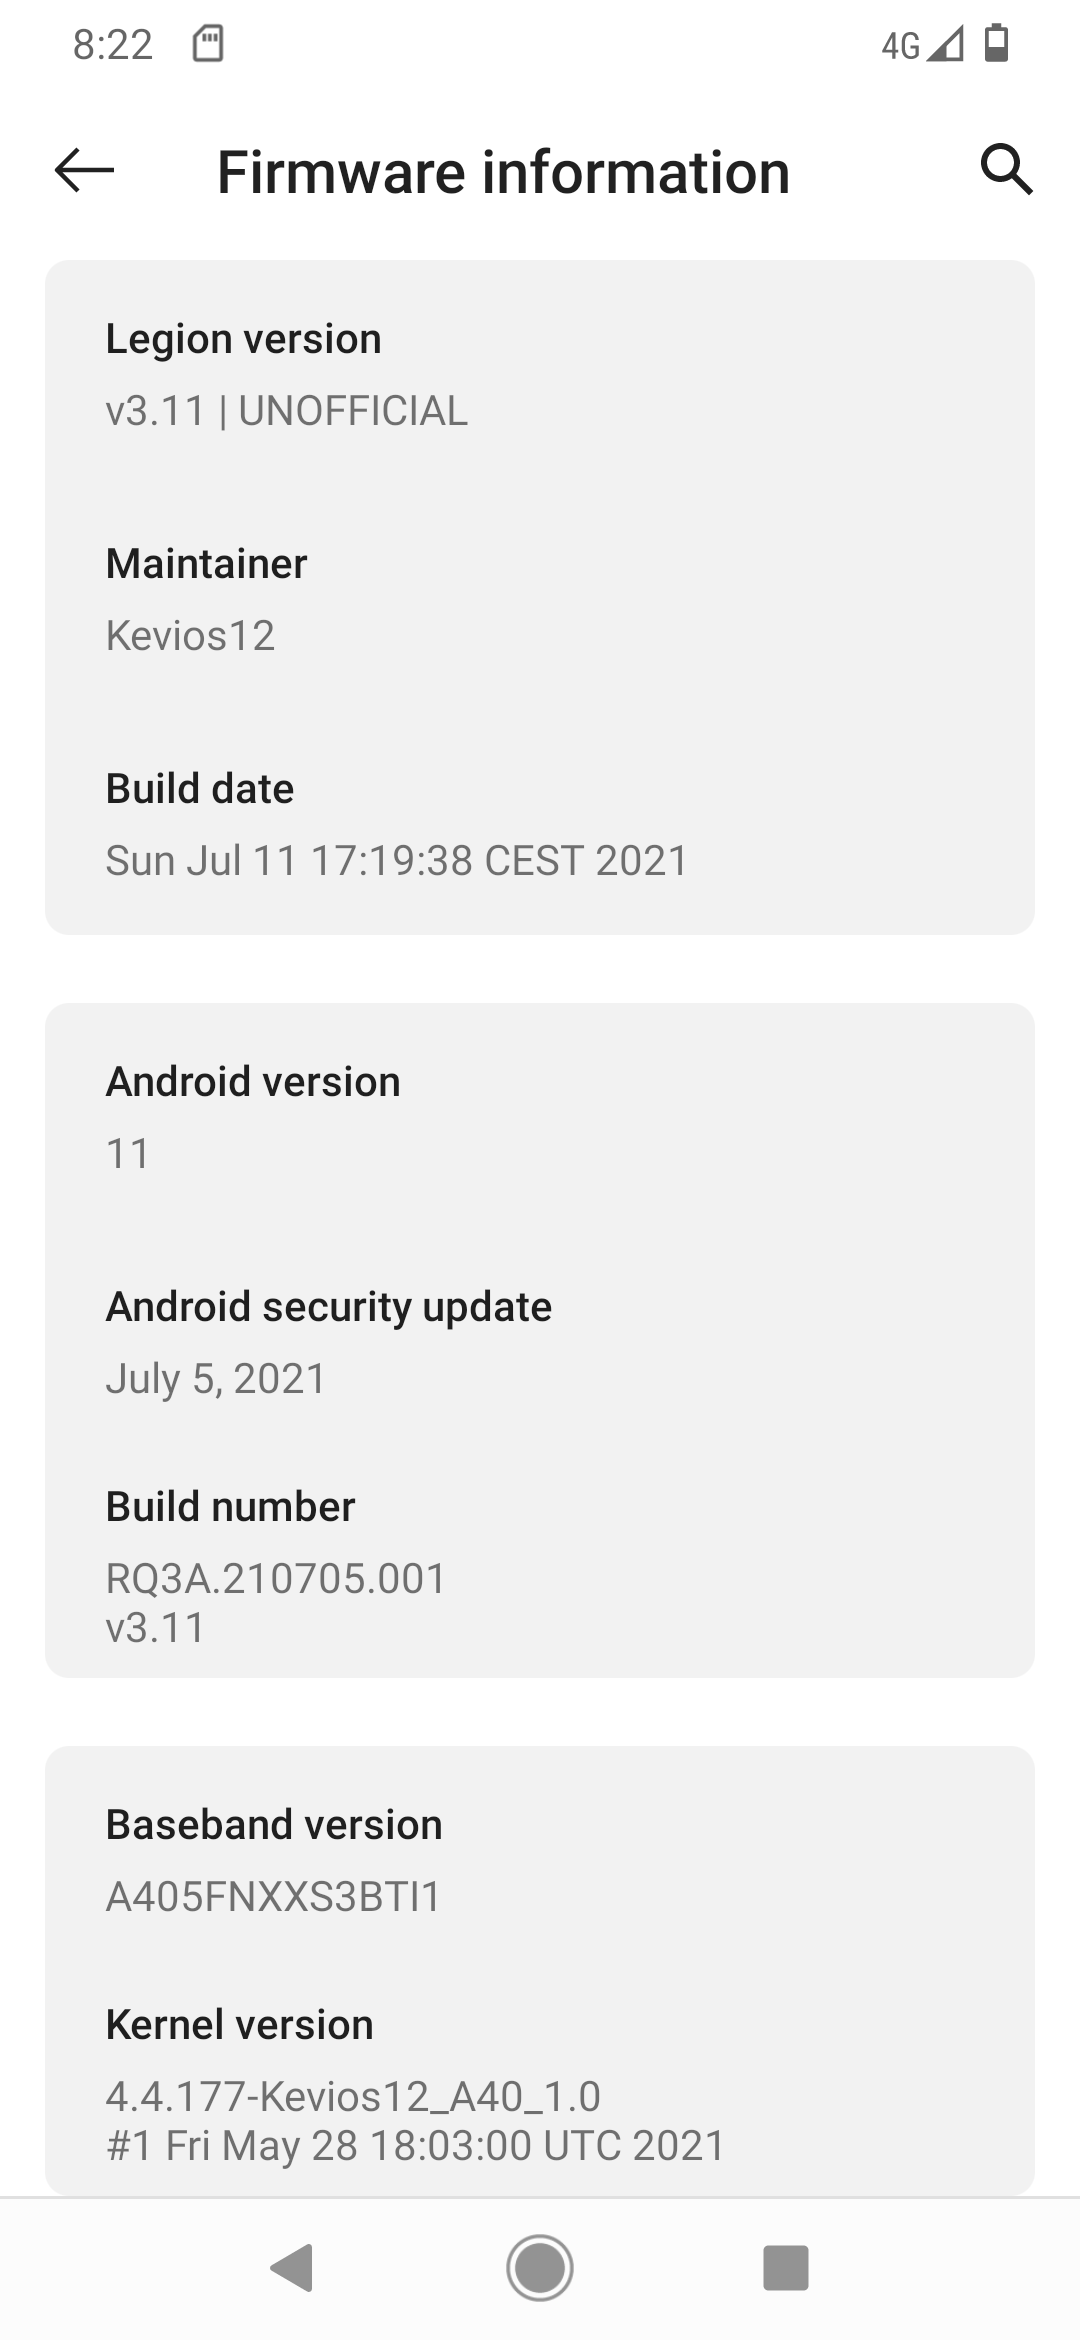 8:22
4G
Firmware information
Legion version
v3.11 | UNOFFICIAL
Maintainer
Kevios12
Build date
Sun Jul 11 17:19:38 CEST 2021
Android version
11
Android security update
July 5, 2021
Build number
RQ3A.210705.001
v3.11
Baseband version
A405FNXXS3BTI1
Kernel version
4.4.177-Kevios12_A40_1.0
#1 Fri May 28 18:03:00 UTC 2021